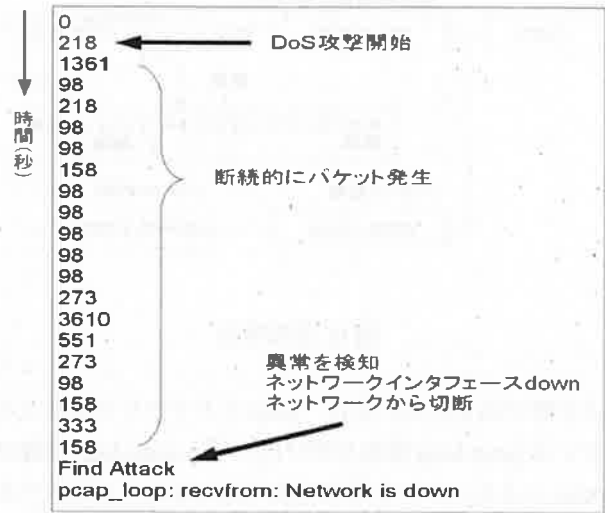 0
218
DoS攻撃開始
1361
98
218
98
98
158
98
98
98
98
98
273
3610
551
273
98
158
333
158
時間(秒)
断続的にパケット発生
異常を検知
ネットワークインタフェースdown
ネットワークから切断
Find Attack
pcap_loop: recvfrom: Network is down